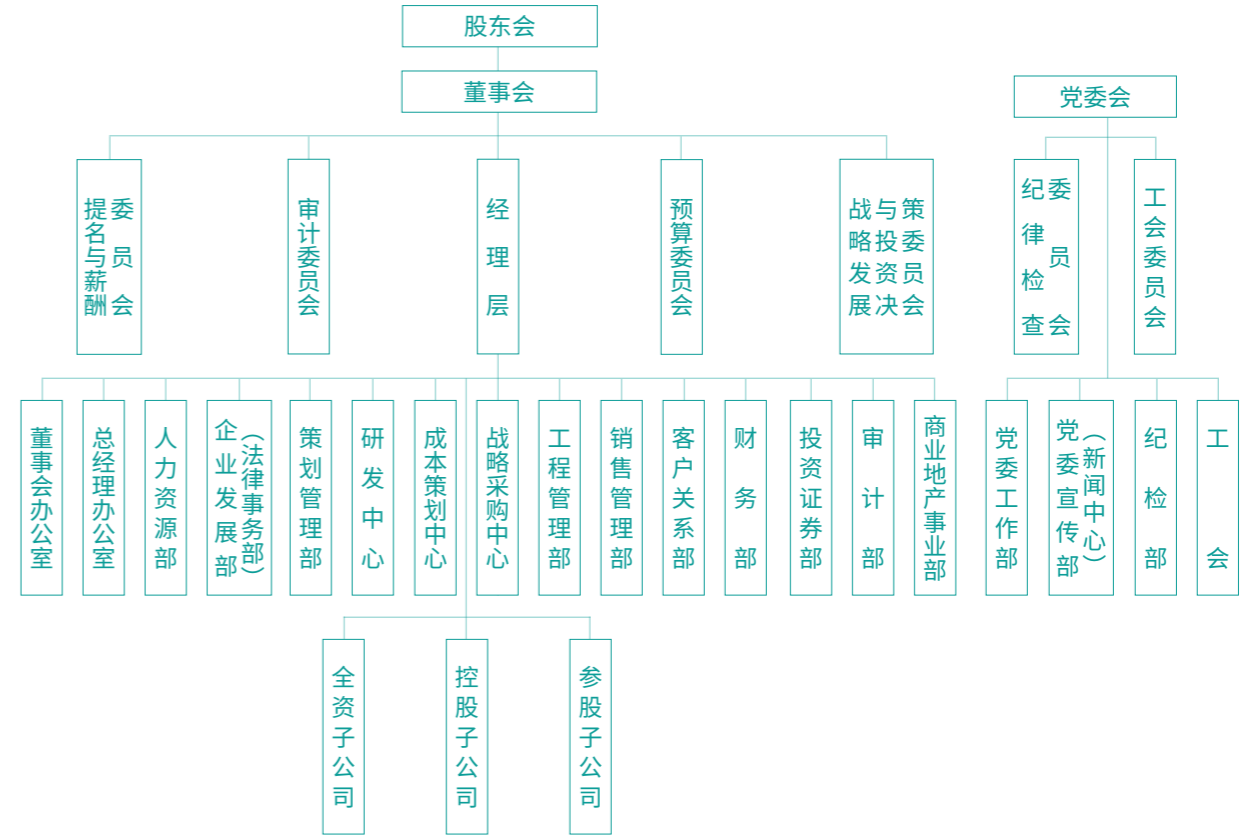 股东会
董事会
党委会
提名与薪酬
委员会
审计委员会
经理层
预算委员会
战略发展
与投资决
策委员会
纪律检查
委员会
工会委员会
董事会办公室
总经理办公室
人力资源部
企业发展部
（法律事务部）
策划管理部
研发中心
成本策划中心
战略采购中心
工程管理部
销售管理部
客户关系部
财务部
投资证券部
审计部
商业地产事业部
党委工作部
党委宣传部
（新闻中心）
纪检部
工会
全资子公司
控股子公司
参股子公司